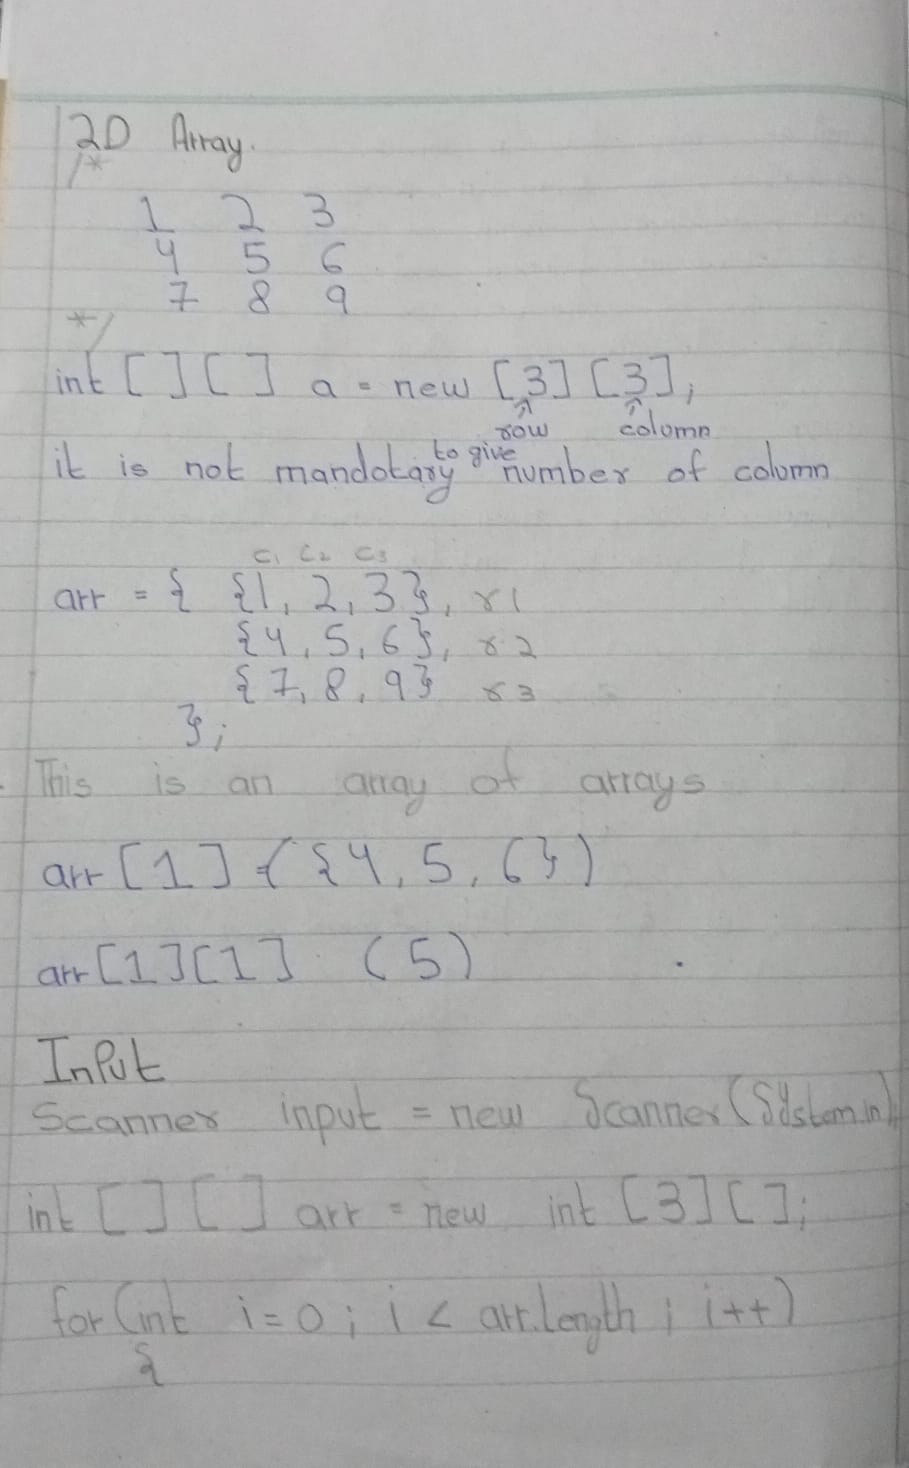 2D Array.
/*
1 2 3
4 5 6
7 8 9
*/
int [ ] [ ] a = new [3] [3];
row colomn
it is not mandotary to give number of colomn
C1 C2 C3
arr = { {1, 2, 3}, r1
{4, 5, 6}, r2
{7, 8, 9} r3
};
This is an array of arrays
arr [1] ( {4, 5, 6} )
arr [1] [1] (5)
InPut
Scanner input = new Scanner (System.in)
int [ ] [ ] arr = new int [3] [ ];
for (int i = 0 ; i < arr.length ; i++)
{